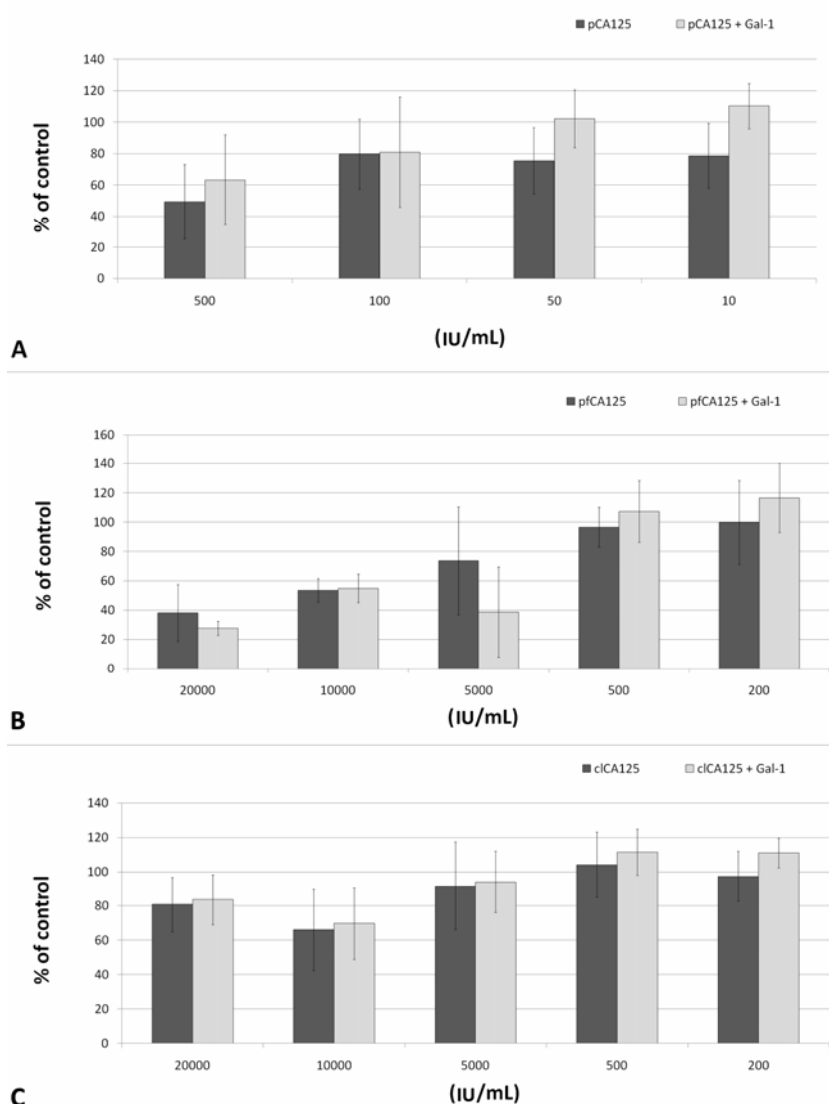 pCA125 pCA125 + Gal-1
140
120
100
80
60
40
20
0
% of control
500 100 50 10
(IU/mL)
A
pfCA125 pfCA125 + Gal-1
160
140
120
100
80
60
40
20
0
% of control
20000 10000 5000 500 200
(IU/mL)
B
clCA125 clCA125 + Gal-1
140
120
100
80
60
40
20
0
% of control
20000 10000 5000 500 200
(IU/mL)
C